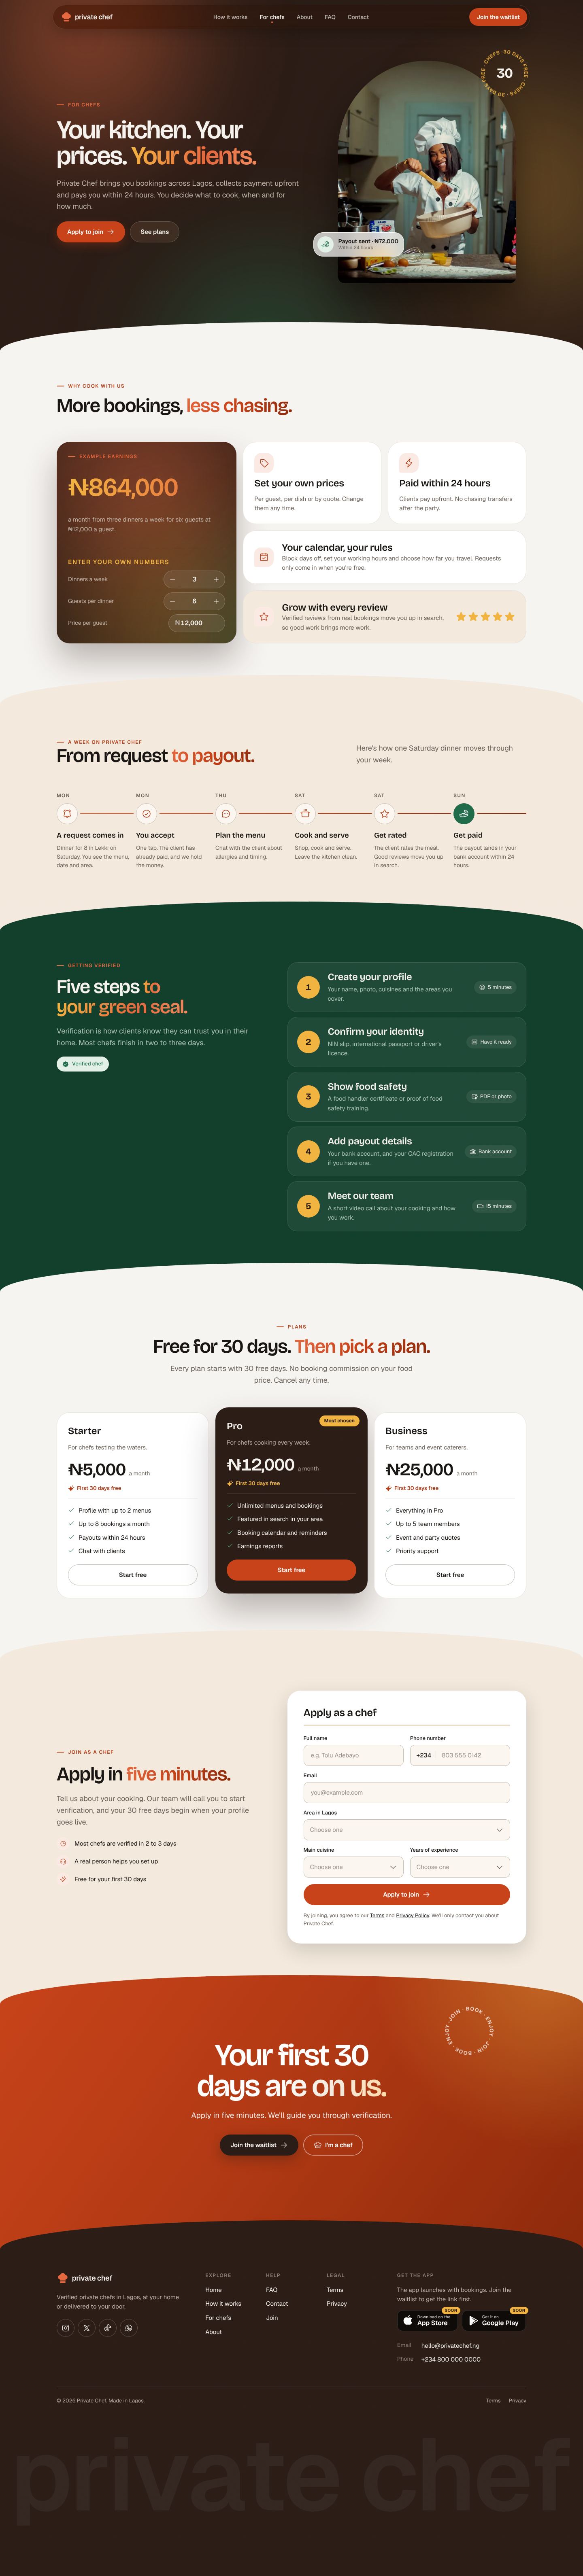 private chef
How it works
For chefs
About
FAQ
Contact
Join the waitlist
FOR CHEFS
Your kitchen. Your
prices. Your clients.
Private Chef brings you bookings across Lagos, collects payment upfront
and pays you within 24 hours. You decide what to cook, when and for
how much.
Apply to join
See plans
30
Payout sent · ₦72,000
Within 24 hours
WHY COOK WITH US
More bookings, less chasing.
EXAMPLE EARNINGS
₦864,000
a month from three dinners a week for six guests at
₦12,000 a guest.
ENTER YOUR OWN NUMBERS
Dinners a week
− 3 +
Guests per dinner
− 6 +
Price per guest
₦12,000
Set your own prices
Per guest, per dish or by quote. Change
them any time.
Paid within 24 hours
Clients pay upfront. No chasing transfers
after the party.
Your calendar, your rules
Block days off, set your working hours and choose how far you travel. Requests
only come in when you're free.
Grow with every review
Verified reviews from real bookings move you up in search,
so good work brings more work.
A WEEK ON PRIVATE CHEF
From request to payout.
Here's how one Saturday dinner moves through
your week.
MON
A request comes in
Dinner for 8 in Lekki on
Saturday. You see the menu,
date and area.
MON
You accept
One tap. The client has
already paid, and we hold
the money.
THU
Plan the menu
Chat with the client about
allergies and timing.
SAT
Cook and serve
Shop, cook and serve.
Leave the kitchen clean.
SAT
Get rated
The client rates the meal.
Good reviews move you up
in search.
SUN
Get paid
The payout lands in your
bank account within 24
hours.
GETTING VERIFIED
Five steps to
your green seal.
Verification is how clients know they can trust you in their
home. Most chefs finish in two to three days.
Verified chef
1
Create your profile
Your name, photo, cuisines and the areas you
cover.
5 minutes
2
Confirm your identity
NIN slip, international passport or driver's
licence.
Have it ready
3
Show food safety
A food handler certificate or proof of food
safety training.
PDF or photo
4
Add payout details
Your bank account, and your CAC registration
if you have one.
Bank account
5
Meet our team
A short video call about your cooking and how
you work.
15 minutes
PLANS
Free for 30 days. Then pick a plan.
Every plan starts with 30 free days. No booking commission on your food
price. Cancel any time.
Starter
For chefs testing the waters.
₦5,000 a month
First 30 days free
Profile with up to 2 menus
Up to 8 bookings a month
Payouts within 24 hours
Chat with clients
Start free
Pro
Most chosen
For chefs cooking every week.
₦12,000 a month
First 30 days free
Unlimited menus and bookings
Featured in search in your area
Booking calendar and reminders
Earnings reports
Start free
Business
For teams and event caterers.
₦25,000 a month
First 30 days free
Everything in Pro
Up to 5 team members
Event and party quotes
Priority support
Start free
JOIN AS A CHEF
Apply in five minutes.
Tell us about your cooking. Our team will call you to start
verification, and your 30 free days begin when your profile
goes live.
Most chefs are verified in 2 to 3 days
A real person helps you set up
Free for your first 30 days
Apply as a chef
Full name
e.g. Tolu Adebayo
Phone number
+234 803 555 0142
Email
you@example.com
Area in Lagos
Choose one
Main cuisine
Choose one
Years of experience
Choose one
Apply to join
By joining, you agree to our Terms and Privacy Policy. We'll only contact you about
Private Chef.
JOIN · BOOK · ENJOY · JOIN · BOOK · ENJOY ·
Your first 30
days are on us.
Apply in five minutes. We'll guide you through verification.
Join the waitlist
I'm a chef
private chef
Verified private chefs in Lagos, at your home
or delivered to your door.
EXPLORE
Home
How it works
For chefs
About
HELP
FAQ
Contact
Join
LEGAL
Terms
Privacy
GET THE APP
The app launches with bookings. Join the
waitlist to get the link first.
SOON
Download on the
App Store
SOON
Get it on
Google Play
Email hello@privatechef.ng
Phone +234 800 000 0000
© 2026 Private Chef. Made in Lagos.
Terms
Privacy
private chef